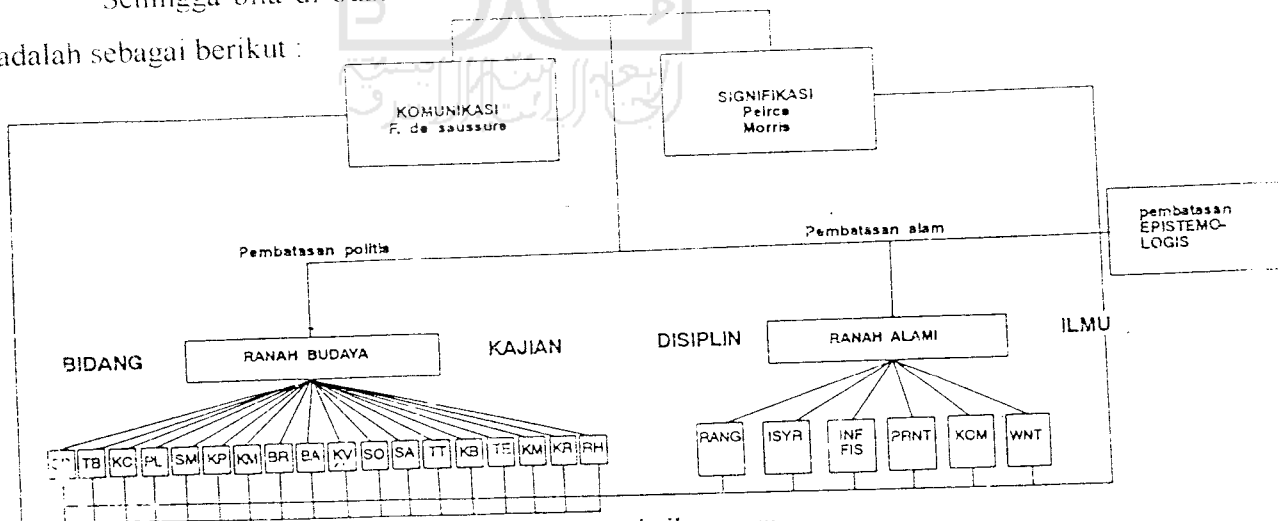 Sehingga bila di
adalah sebagai berikut :
KOMUNIKASI
F. de saussure
SIGNIFIKASI
Peirce
Morris
pembatasan
EPISTEMO-
LOGIS
Pembatasan politis
Pembatasan alam
BIDANG
RANAH BUDAYA
KAJIAN
DISIPLIN
RANAH ALAMI
ILMU
TB KC PL SM KP KM BR BA KV SO SA TT KB TE KM KR RH
RANG ISYR INF FIS PRNT KCM WNT